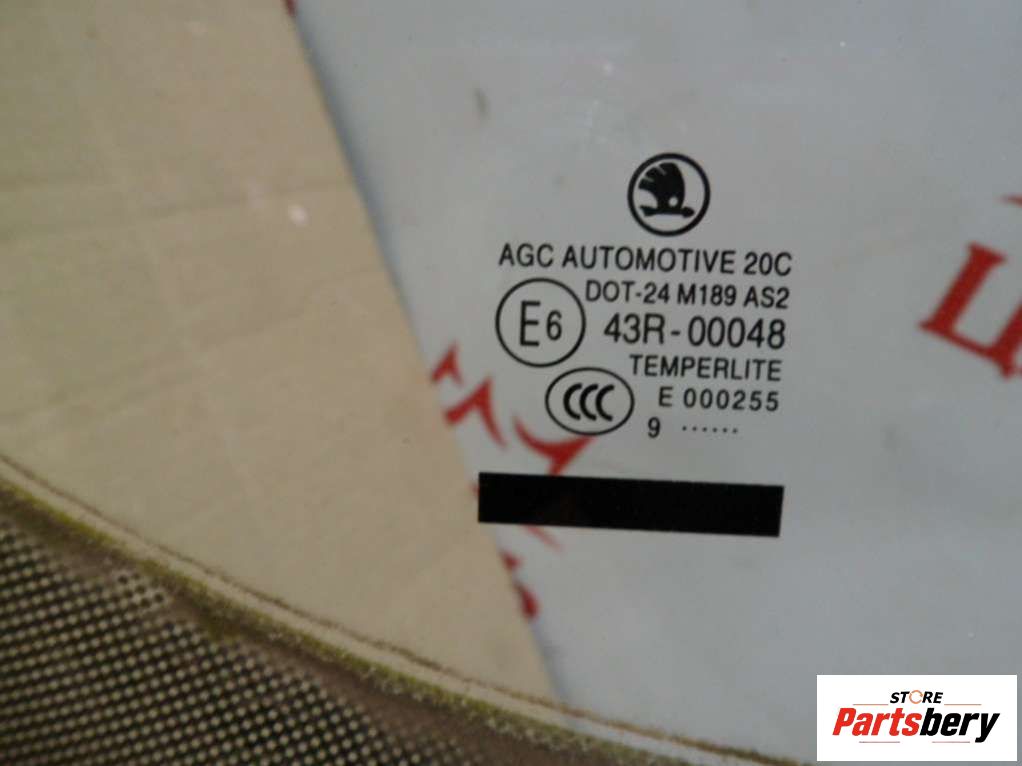 AGC AUTOMOTIVE 20C
DOT-24 M189 AS2
E6 43R-00048
TEMPERLITE
CCC E 000255
9 ......
STORE
Partsbery